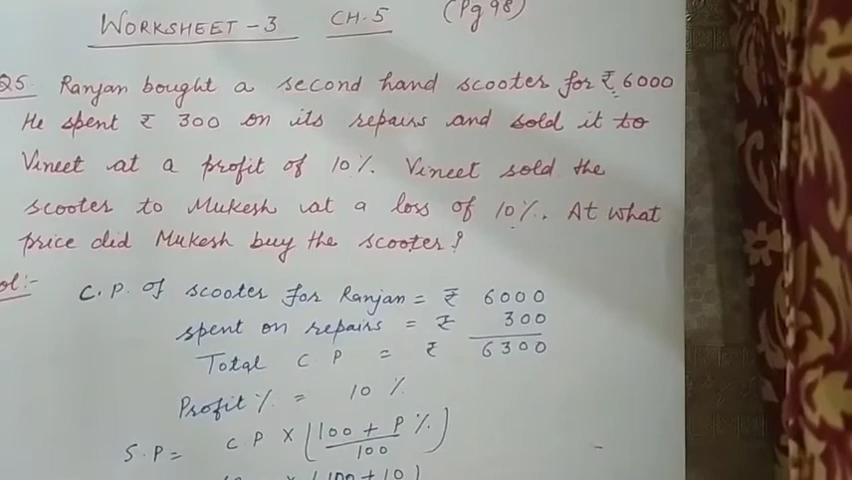 WORKSHEET - 3 CH.5 (Pg 98)
Q5. Ranjan bought a second hand scooter for ₹ 6000
He spent ₹ 300 on its repairs and sold it to
Vineet at a profit of 10%. Vineet sold the
scooter to Mukesh at a loss of 10%. At what
price did Mukesh buy the scooter?
ol:- C.P. of scooter for Ranjan = ₹ 6000
spent on repairs = ₹ 300
Total C P = ₹ 6300
Profit % = 10 %
S.P = C P × (100 + P %/100)
× (100+10)